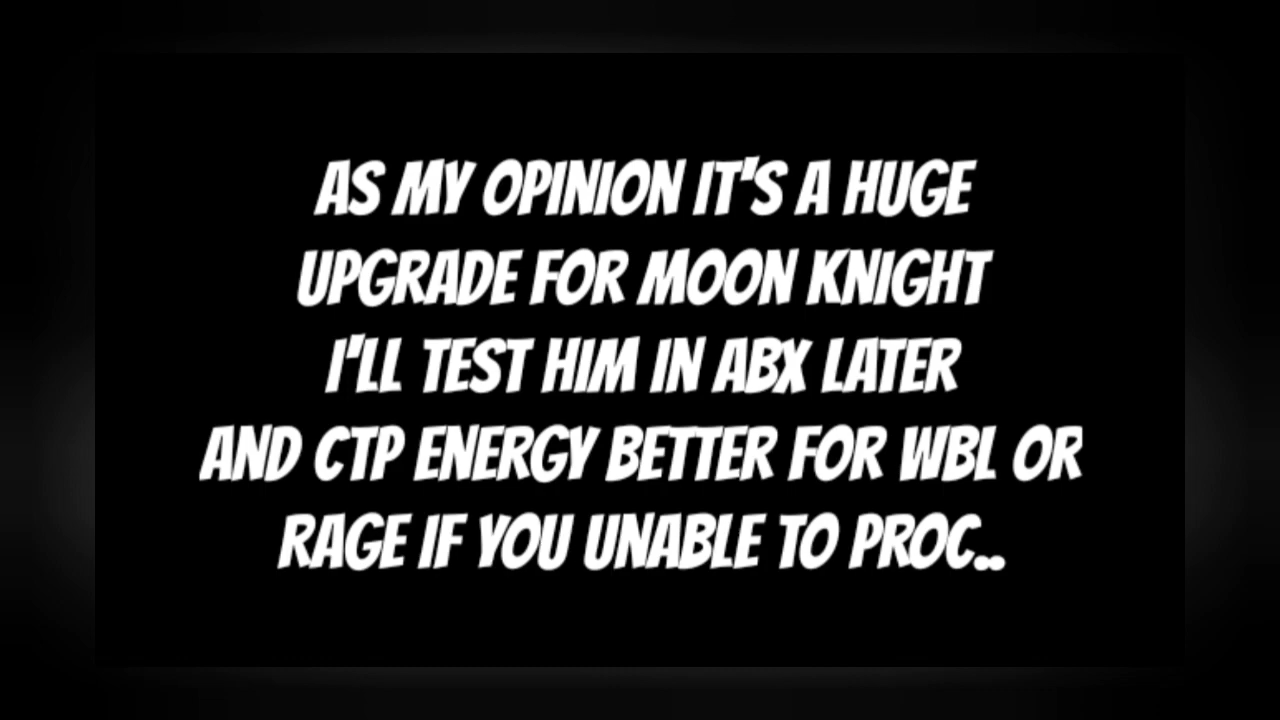 AS MY OPINION IT'S A HUGE
UPGRADE FOR MOON KNIGHT
I'LL TEST HIM IN ABX LATER
AND CTP ENERGY BETTER FOR WBL OR
RAGE IF YOU UNABLE TO PROC..